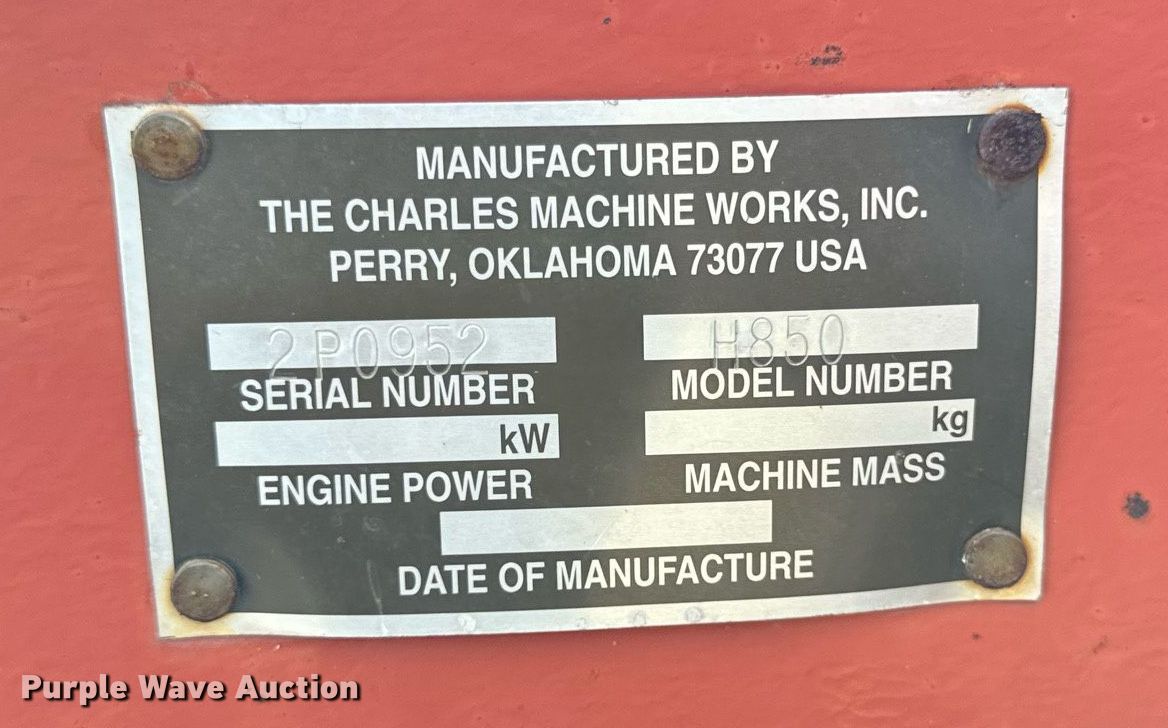 MANUFACTURED BY
THE CHARLES MACHINE WORKS, INC.
PERRY, OKLAHOMA 73077 USA
2P0952 H850
SERIAL NUMBER MODEL NUMBER
kW kg
ENGINE POWER MACHINE MASS
DATE OF MANUFACTURE
Purple Wave Auction